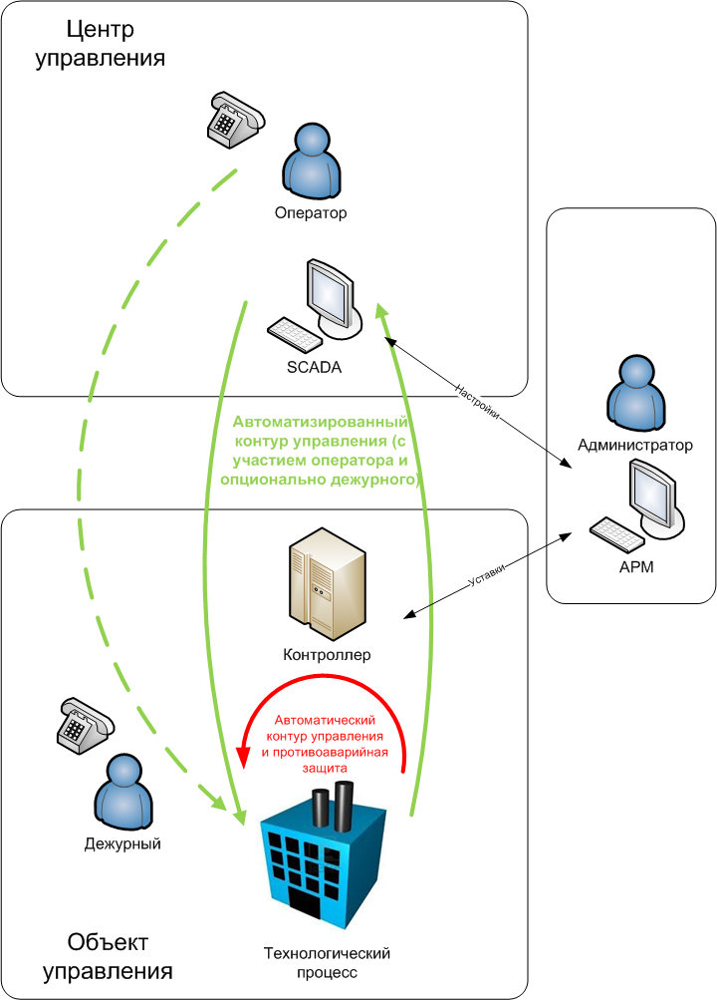 Центр
управления
Оператор
SCADA
Настройки
Администратор
АРМ
Автоматизированный
контур управления (с
участием оператора и
опционально дежурного)
Уставки
Контроллер
Автоматический
контур управления
и противоаварийная
защита
Дежурный
Объект
управления
Технологический
процесс